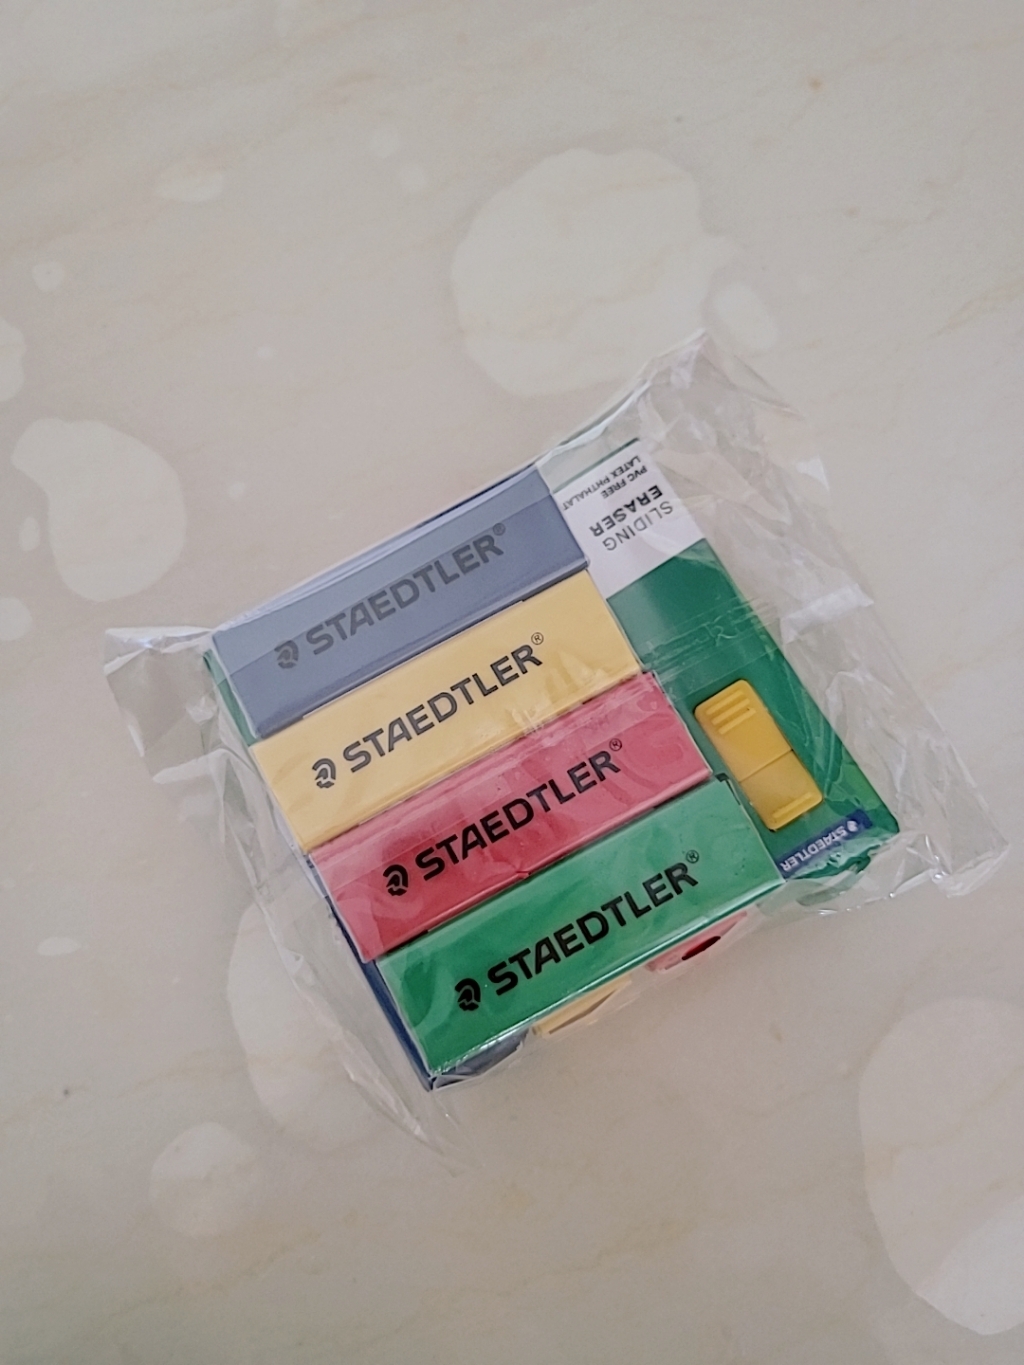 STAEDTLER®
STAEDTLER®
STAEDTLER®
STAEDTLER®
SLIDING
ERASER
PVC FREE
LATEX PHTHALAT
STAEDTLER